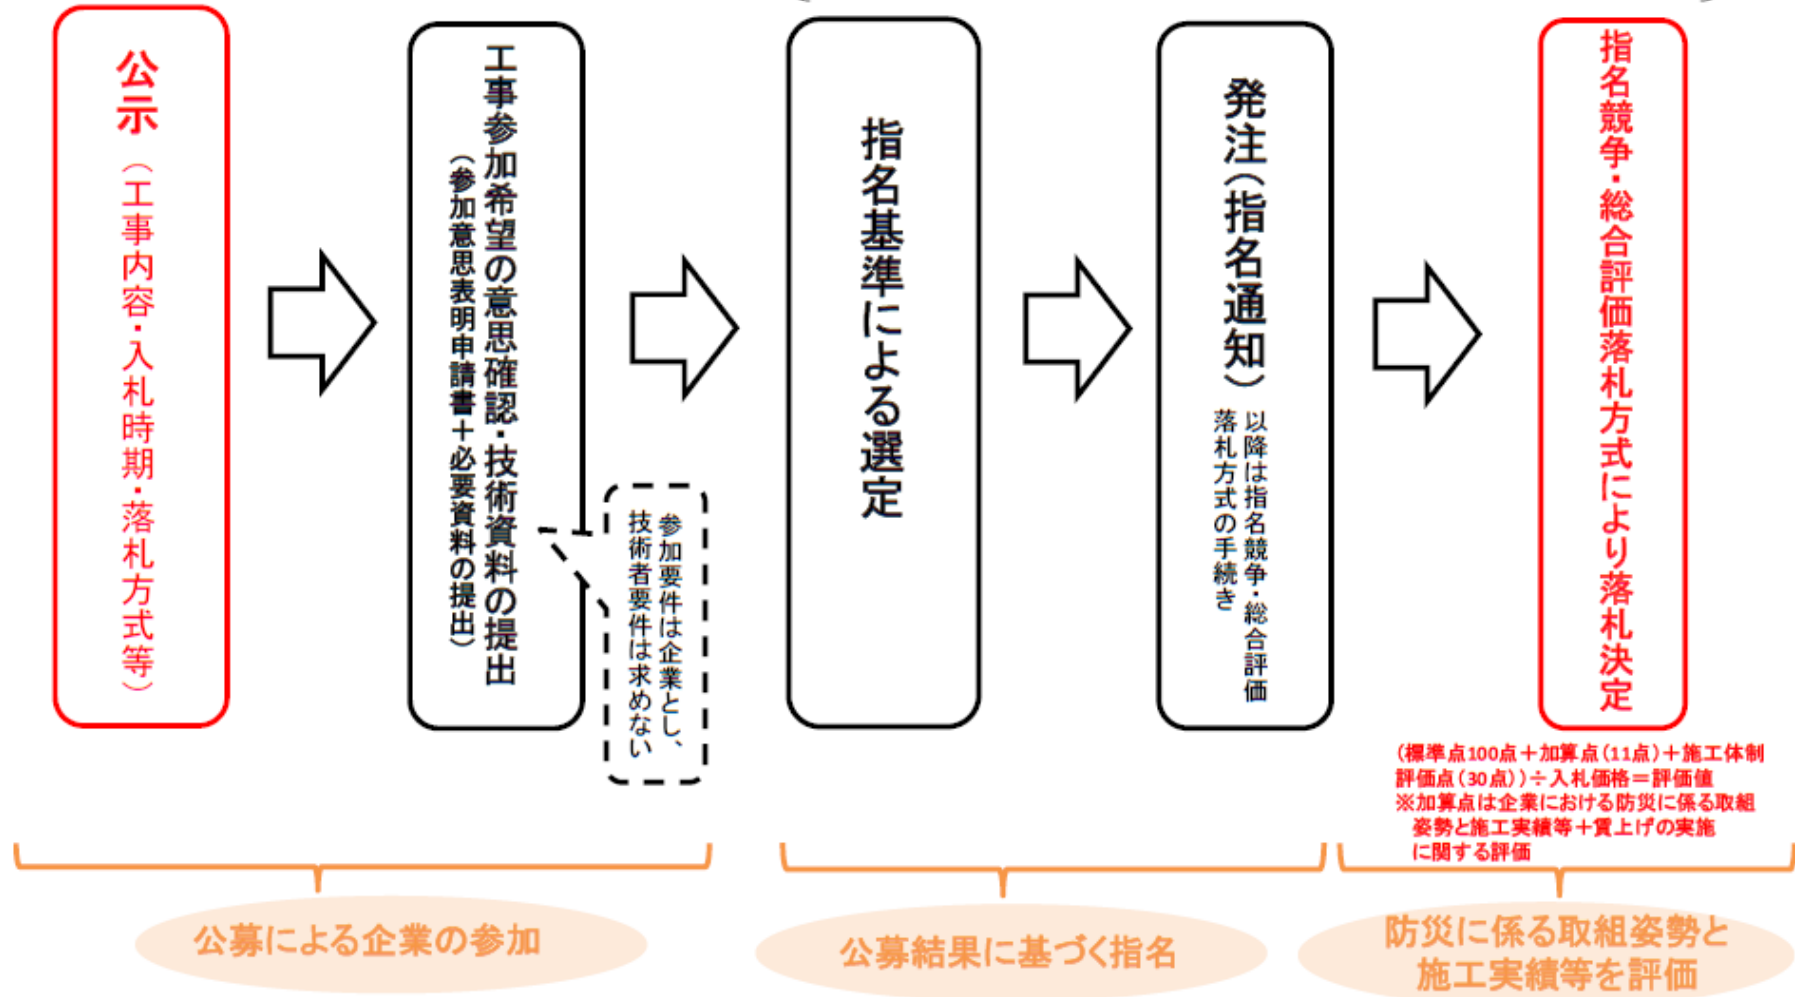 公示（工事内容・入札時期・落札方式等）
工事参加希望の意思確認・技術資料の提出
（参加意思表明申請書＋必要資料の提出）
参加要件は企業とし、
技術者要件は求めない
指名基準による選定
発注（指名通知）
以降は指名競争・総合評価
落札方式の手続き
指名競争・総合評価落札方式により落札決定
（標準点100点＋加算点（11点）＋施工体制
評価点（30点））÷入札価格＝評価値
※加算点は企業における防災に係る取組
姿勢と施工実績等＋賃上げの実施
に関する評価
公募による企業の参加
公募結果に基づく指名
防災に係る取組姿勢と
施工実績等を評価